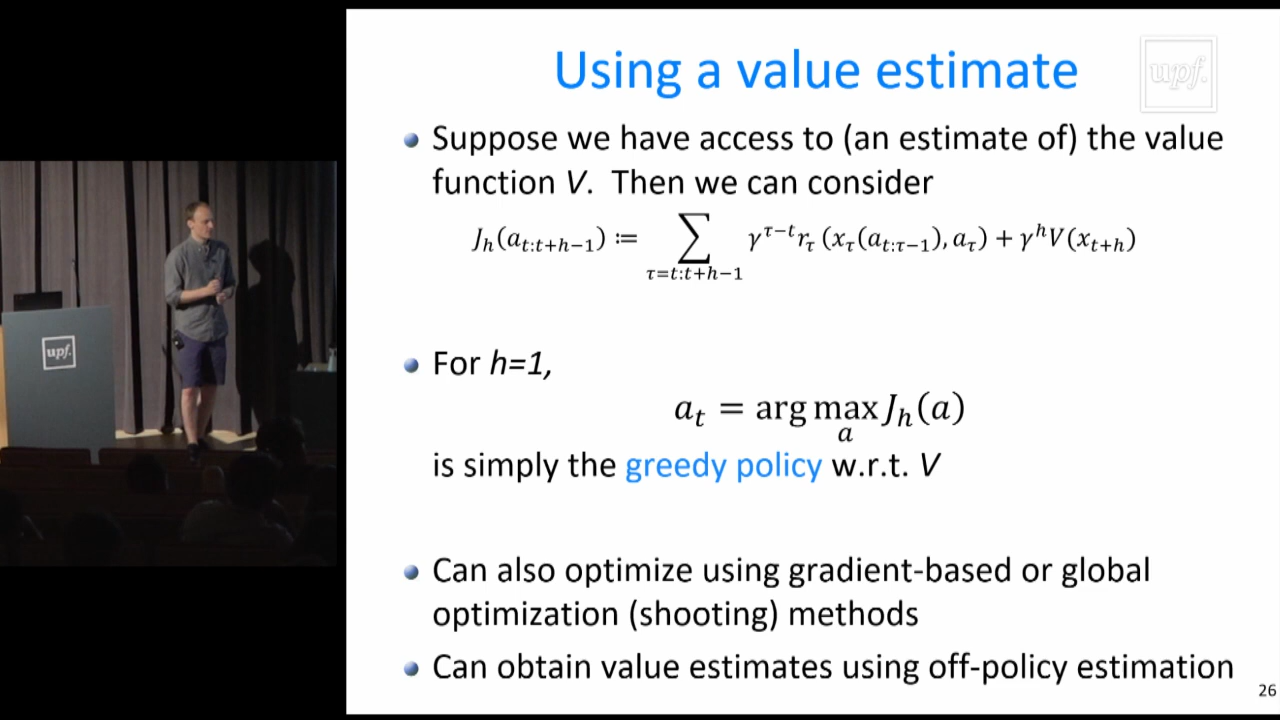 Using a value estimate
upf.
Suppose we have access to (an estimate of) the value
function V. Then we can consider
J_h(a_{t:t+h−1}) ≔ ∑_{τ=t:t+h−1} γ^{τ−t} r_τ (x_τ(a_{t:τ−1}), a_τ) + γ^h V(x_{t+h})
For h=1,
a_t = arg max_a J_h(a)
is simply the greedy policy w.r.t. V
Can also optimize using gradient-based or global
optimization (shooting) methods
Can obtain value estimates using off-policy estimation
26
upf.